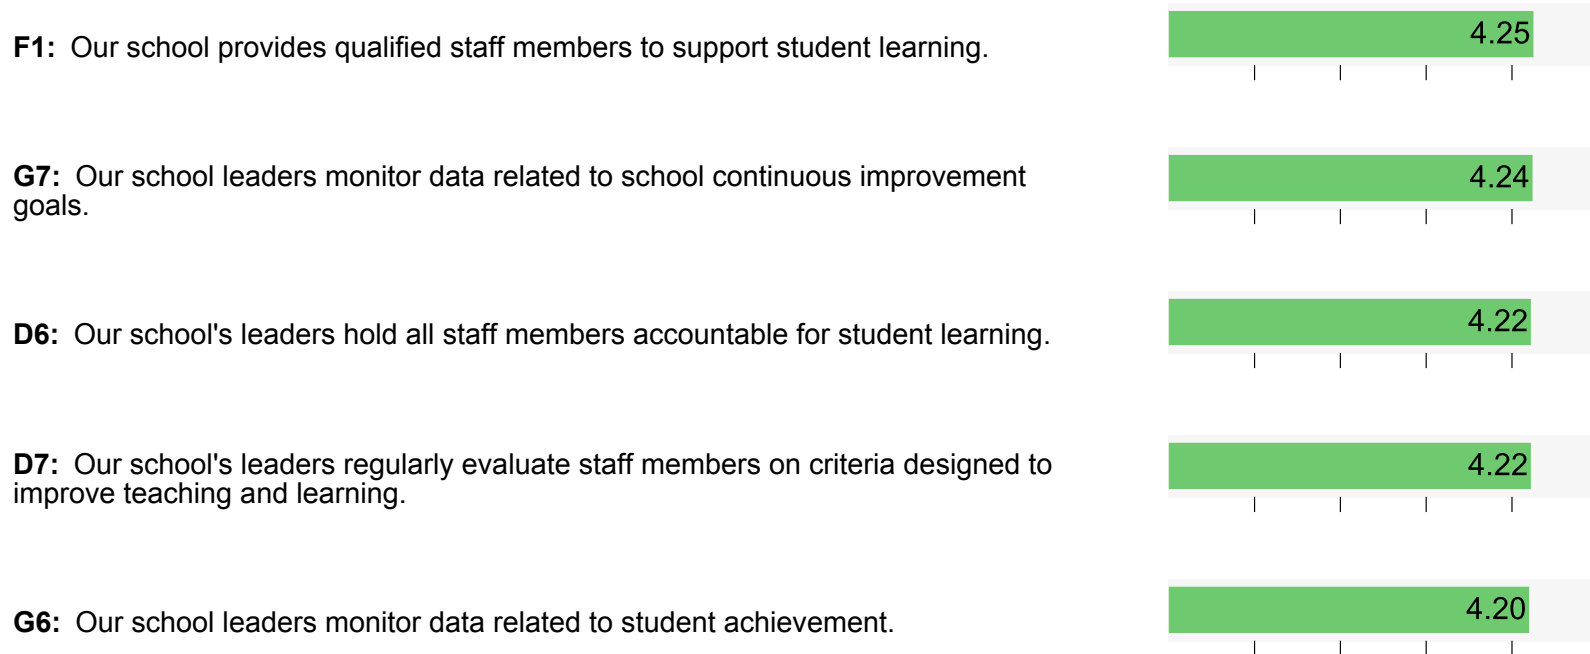 F1: Our school provides qualified staff members to support student learning.
4.25
G7: Our school leaders monitor data related to school continuous improvement
goals.
4.24
D6: Our school's leaders hold all staff members accountable for student learning.
4.22
D7: Our school's leaders regularly evaluate staff members on criteria designed to
improve teaching and learning.
4.22
G6: Our school leaders monitor data related to student achievement.
4.20